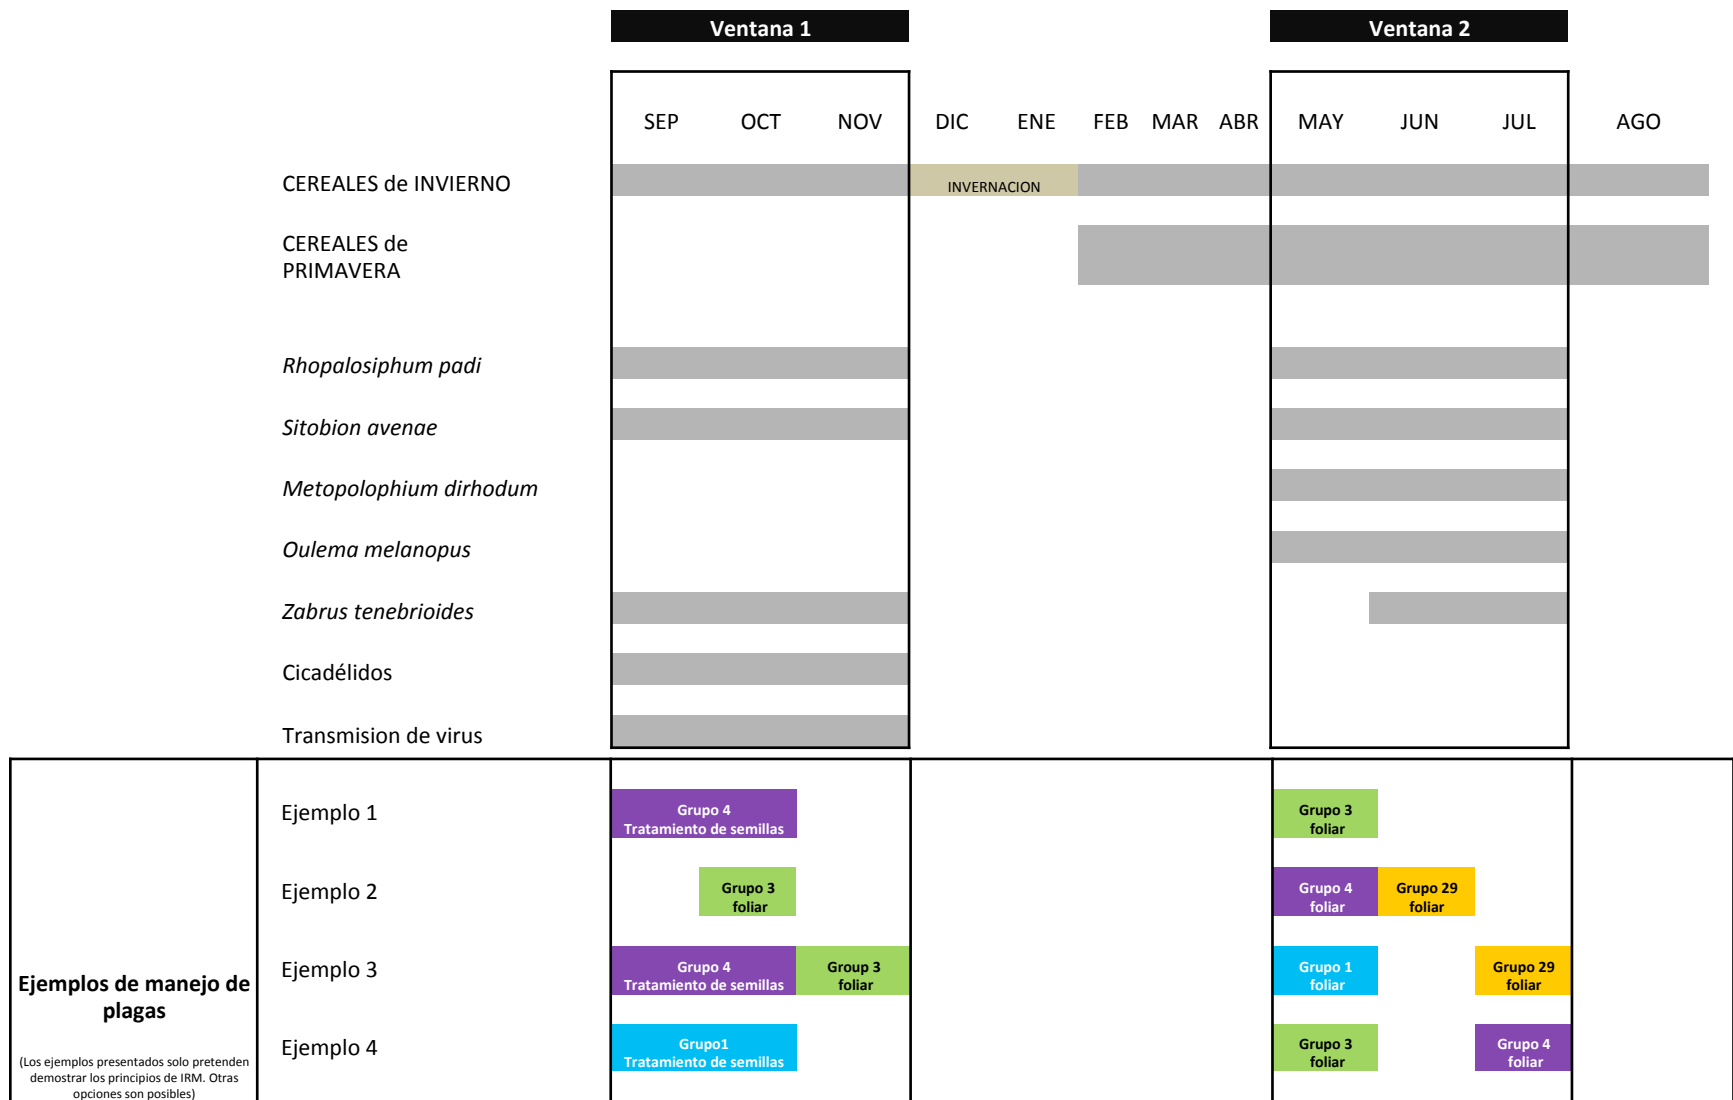 Ventana 1
Ventana 2
SEP OCT NOV DIC ENE FEB MAR ABR MAY JUN JUL AGO
CEREALES de INVIERNO
INVERNACION
CEREALES de
PRIMAVERA
Rhopalosiphum padi
Sitobion avenae
Metopolophium dirhodum
Oulema melanopus
Zabrus tenebrioides
Cicadélidos
Transmision de virus
Ejemplos de manejo de
plagas
(Los ejemplos presentados solo pretenden
demostrar los principios de IRM. Otras
opciones son posibles)
Ejemplo 1
Grupo 4
Tratamiento de semillas
Grupo 3
foliar
Ejemplo 2
Grupo 3
foliar
Grupo 4
foliar
Grupo 29
foliar
Ejemplo 3
Grupo 4
Tratamiento de semillas
Group 3
foliar
Grupo 1
foliar
Grupo 29
foliar
Ejemplo 4
Grupo1
Tratamiento de semillas
Grupo 3
foliar
Grupo 4
foliar